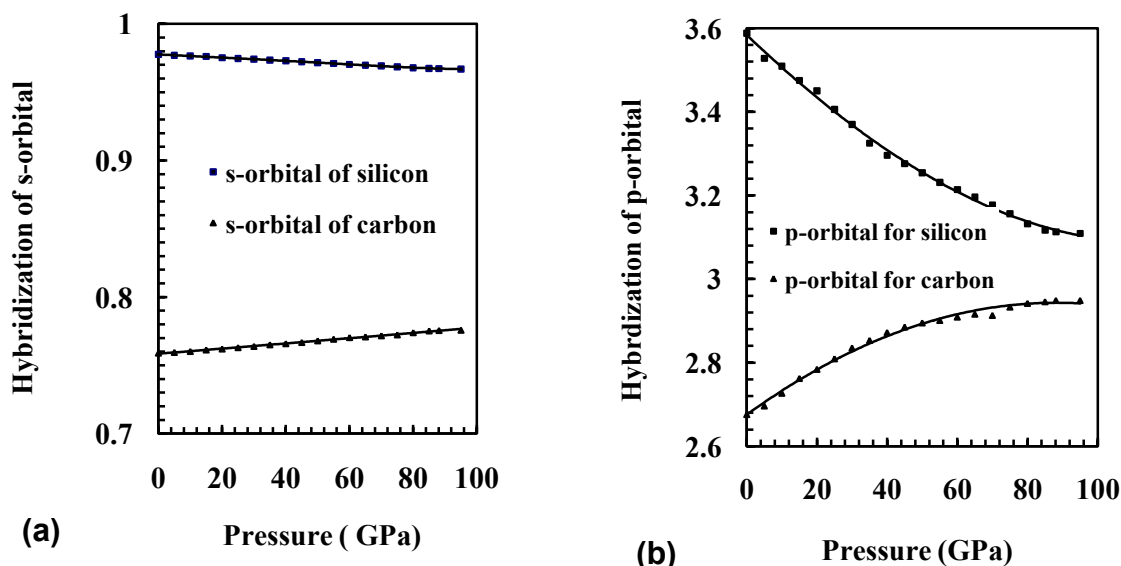 Hybridization of s-orbital
1
0.9
0.8
0.7
s-orbital of silicon
s-orbital of carbon
0 20 40 60 80 100
Pressure ( GPa)
(a)
Hybrdization of p-orbital
3.6
3.4
3.2
3
2.8
2.6
p-orbital for silicon
p-orbital for carbon
0 20 40 60 80 100
Pressure (GPa)
(b)